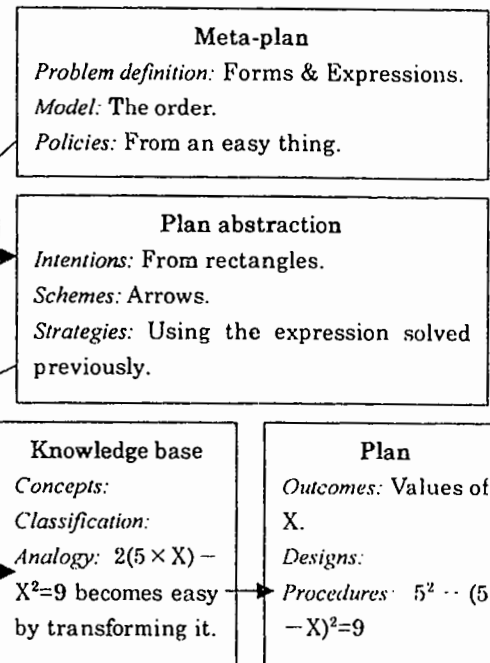 Meta-plan
Problem definition: Forms & Expressions.
Model: The order.
Policies: From an easy thing.
Plan abstraction
Intentions: From rectangles.
Schemes: Arrows.
Strategies: Using the expression solved
previously.
Knowledge base
Concepts:
Classification:
Analogy: 2(5 × X) −
X²=9 becomes easy
by transforming it.
Plan
Outcomes: Values of
X.
Designs:
Procedures: 5² - (5
−X)²=9